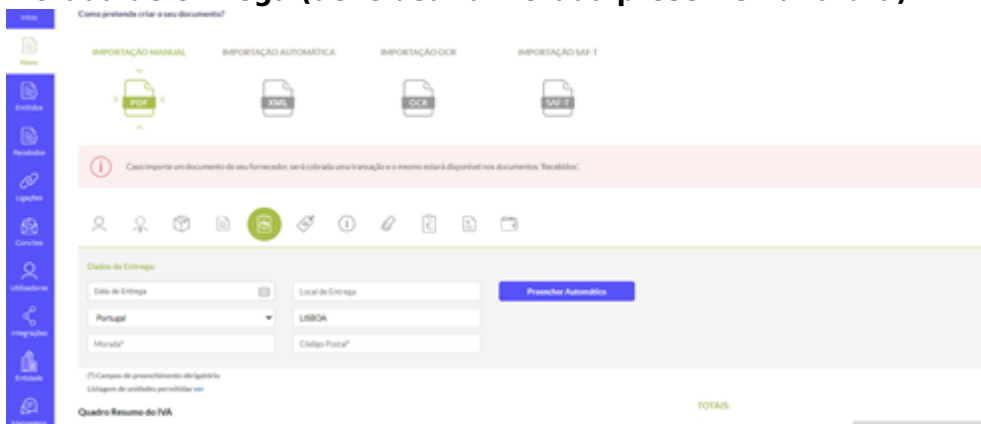 Início
Como pretende criar o seu documento?
Novo
IMPORTAÇÃO MANUAL IMPORTAÇÃO AUTOMÁTICA IMPORTAÇÃO OCR IMPORTAÇÃO SAF-T
PDF XML OCR SAF-T
Emitidos
Recebidos
Caso importe um documento do seu fornecedor, será cobrada uma transação e o mesmo estará disponível nos documentos 'Recebidos'.
Ligações
Convites
Utilizadores
Dados de Entrega:
Data de Entrega Local de Entrega Preencher Automático
Integrações
Portugal LISBOA
Morada* Código Postal*
Entidade
(*) Campos de preenchimento obrigatório
Listagem de unidades permitidas ver
Quadro Resumo do IVA TOTAIS: